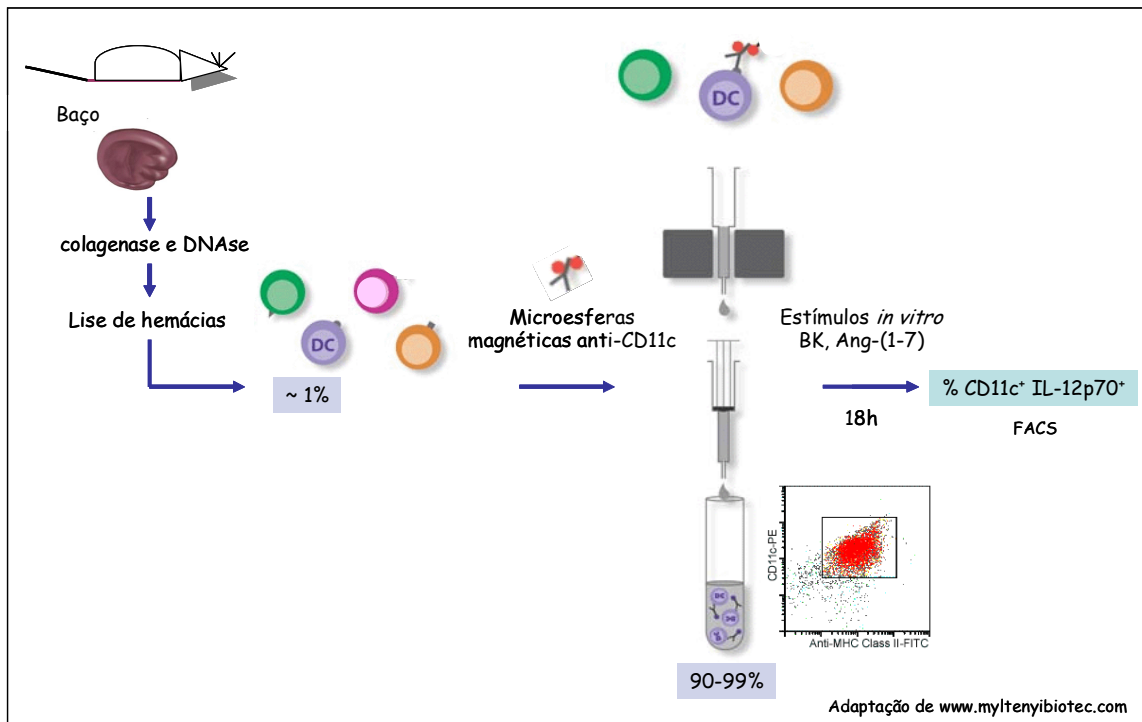 Baço
colagenase e DNAse
Lise de hemácias
DC
~ 1%
Microesferas
magnéticas anti-CD11c
DC
Estímulos in vitro
BK, Ang-(1-7)
18h
% CD11c⁺ IL-12p70⁺
FACS
CD11c-PE
Anti-MHC Class II-FITC
DC
90-99%
Adaptação de www.myltenyibiotec.com